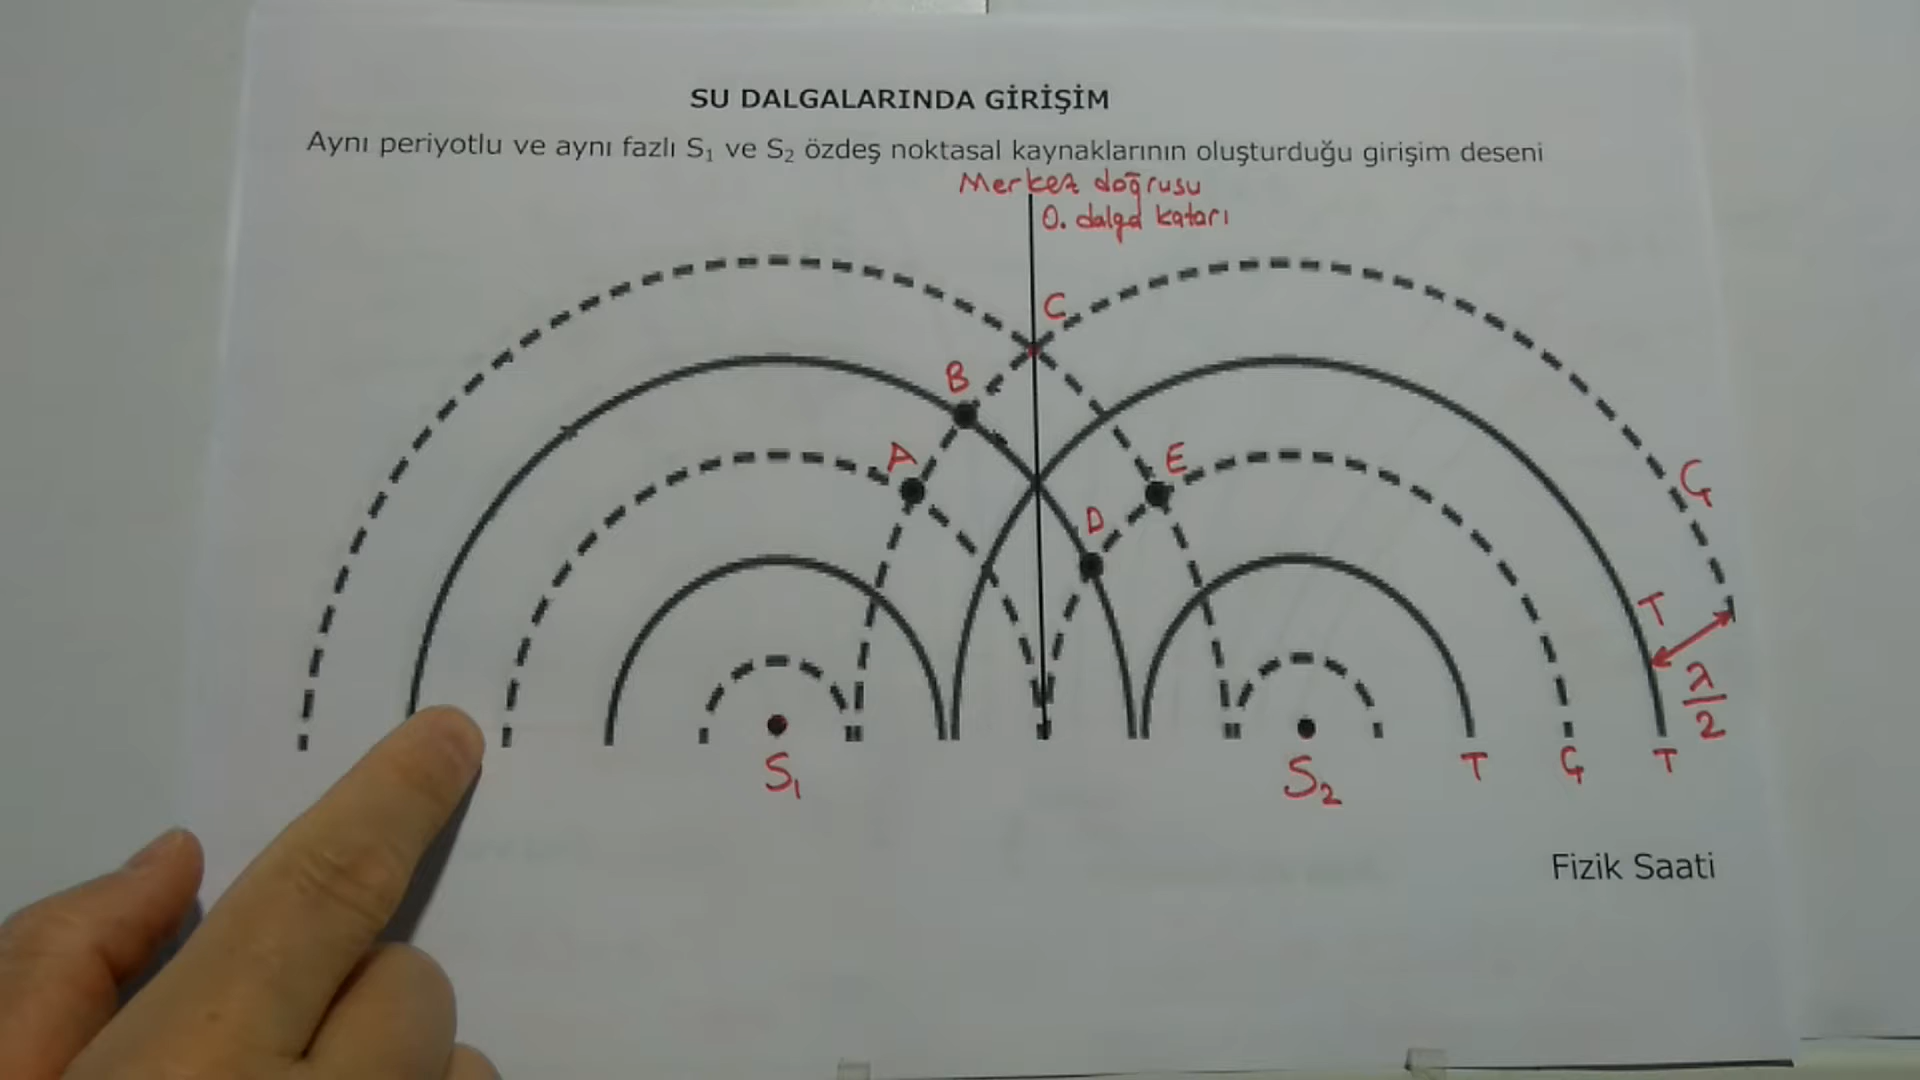 SU DALGALARINDA GİRİŞİM
Aynı periyotlu ve aynı fazlı S₁ ve S₂ özdeş noktasal kaynaklarının oluşturduğu girişim deseni
Merkez doğrusu
0. dalga katarı
C
B
A
E
D
Ç
T
λ/2
S₁
S₂
T
Ç
T
Fizik Saati